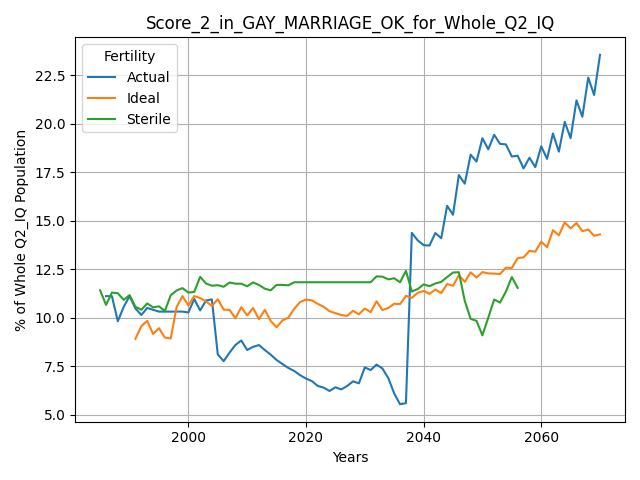 Score_2_in_GAY_MARRIAGE_OK_for_Whole_Q2_IQ
Fertility
Actual
Ideal
Sterile
% of Whole Q2_IQ Population
22.5
20.0
17.5
15.0
12.5
10.0
7.5
5.0
2000
2020
2040
2060
Years